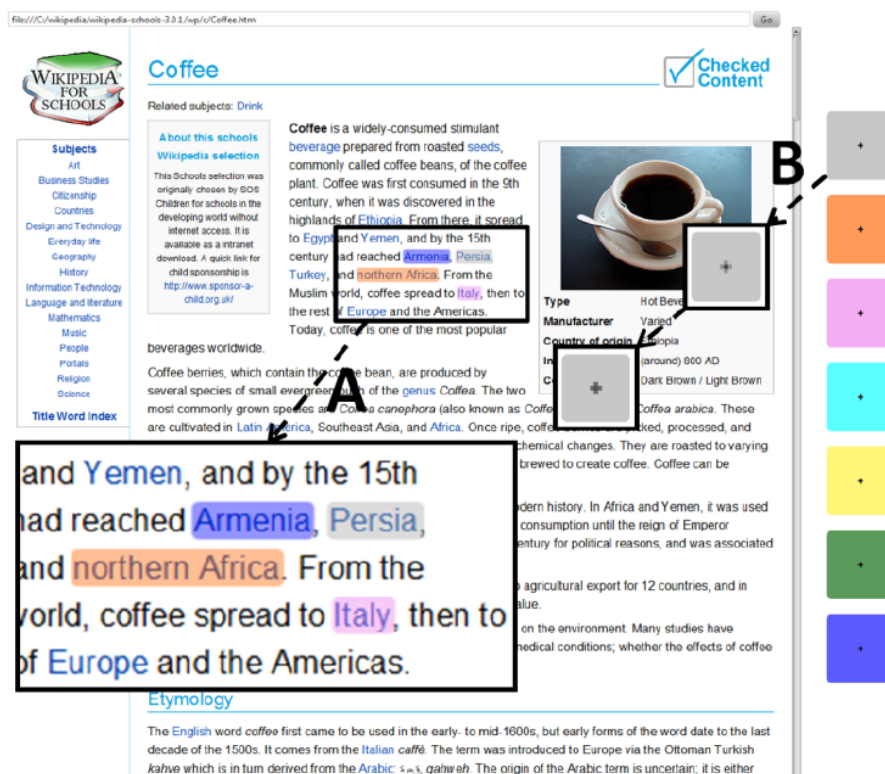 file:///C:/wikipedia/wikipedia-schools-3.0.1/wp/c/Coffee.htm
Go
WIKIPEDIA
FOR
SCHOOLS
Coffee
Checked
Content
Related subjects: Drink
Subjects
Art
Business Studies
Citizenship
Countries
Design and Technology
Everyday life
Geography
History
Information Technology
Language and literature
Mathematics
Music
People
Portals
Religion
Science
Title Word Index
About this schools
Wikipedia selection
This Schools selection was
originally chosen by SOS
Children for schools in the
developing world without
internet access. It is
available as a intranet
download. A quick link for
child sponsorship is
http://www.sponsor-a-
child.org.uk/
Coffee is a widely-consumed stimulant
beverage prepared from roasted seeds,
commonly called coffee beans, of the coffee
plant. Coffee was first consumed in the 9th
century, when it was discovered in the
highlands of Ethiopia. From there, it spread
to Egypt and Yemen, and by the 15th
century had reached Armenia, Persia,
Turkey, and northern Africa. From the
Muslim world, coffee spread to Italy, then to
the rest of Europe and the Americas.
Today, coffee is one of the most popular
beverages worldwide.
Type Hot Beve
Manufacturer Varied
Country of origin Ethiopia
In (around) 800 AD
C Dark Brown / Light Brown
B
A
Coffee berries, which contain the coffee bean, are produced by
several species of small evergreen of the genus Coffea. The two
most commonly grown species are Coffea canephora (also known as Coffe Coffea arabica. These
are cultivated in Latin America, Southeast Asia, and Africa. Once ripe, coffee picked, processed, and
chemical changes. They are roasted to varying
brewed to create coffee. Coffee can be
dern history. In Africa and Yemen, it was used
consumption until the reign of Emperor
entury for political reasons, and was associated
agricultural export for 12 countries, and in
alue.
on the environment. Many studies have
medical conditions; whether the effects of coffee
and Yemen, and by the 15th
had reached Armenia, Persia,
and northern Africa. From the
world, coffee spread to Italy, then to
of Europe and the Americas.
Etymology
The English word coffee first came to be used in the early- to mid-1600s, but early forms of the word date to the last
decade of the 1500s. It comes from the Italian caffè. The term was introduced to Europe via the Ottoman Turkish
kahve which is in turn derived from the Arabic: qahweh. The origin of the Arabic term is uncertain; it is either